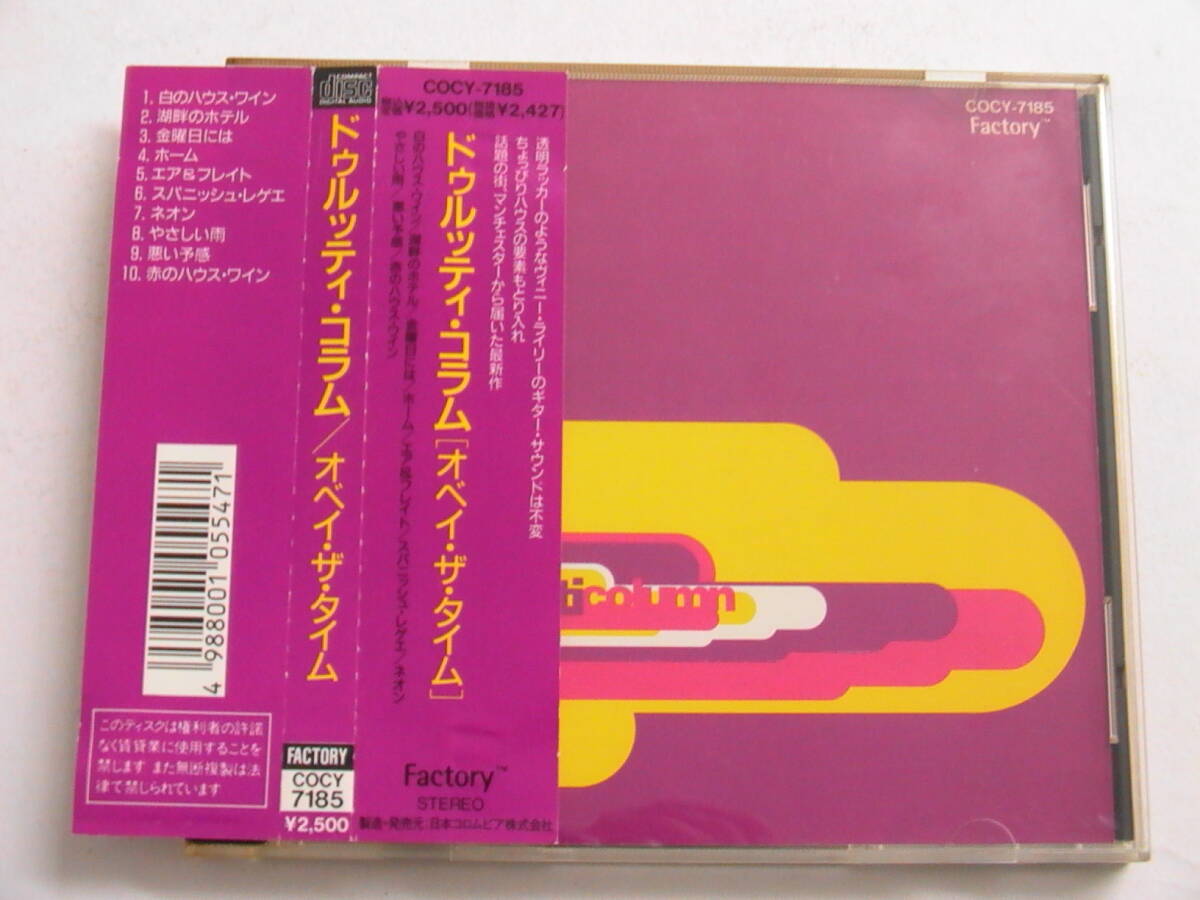 1. 白のハウス・ワイン
2. 湖畔のホテル
3. 金曜日には
4. ホーム
5. エア&フレイト
6. スパニッシュ・レゲエ
7. ネオン
8. やさしい雨
9. 悪い予感
10. 赤のハウス・ワイン
4 988001 055471
このディスクは権利者の許諾
なく賃貸業に使用することを
禁じます また無断複製は法
律で禁じられています
COMPACT
disc
DIGITAL AUDIO
ドゥルッティ・コラム/オベイ・ザ・タイム
FACTORY
COCY
7185
¥2,500
COCY-7185
¥2,500(¥2,427)
透明ラッカーのようなヴィニー・ライリーのギター・サウンドは不変
ちょっぴりハウスの要素もとり入れ
話題の街、マンチェスターから届いた最新作
ドゥルッティ・コラム[オベイ・ザ・タイム]
白のハウス・ワイン/湖畔のホテル/金曜日には/ホーム/エア&フレイト/スパニッシュ・レゲエ/ネオン
やさしい雨/悪い予感/赤のハウス・ワイン
Factory™
STEREO
製造・発売元:日本コロムビア株式会社
COCY-7185
Factory™
ti column